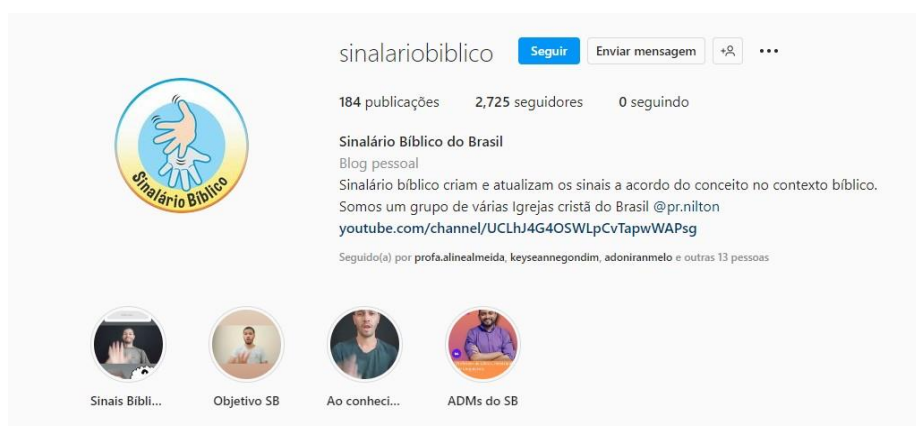 sinalariobiblico Seguir Enviar mensagem
184 publicações 2,725 seguidores 0 seguindo
Sinalário Bíblico do Brasil
Blog pessoal
Sinalário bíblico criam e atualizam os sinais a acordo do conceito no contexto bíblico.
Somos um grupo de várias Igrejas cristã do Brasil @pr.nilton
youtube.com/channel/UCLhJ4G4OSWLpCvTapwWAPsg
Seguido(a) por profa.alinealmeida, keyseannegondim, adoniranmelo e outras 13 pessoas
Sinalário Bíblico
Sinais Bíbli... Objetivo SB Ao conheci... ADMs do SB